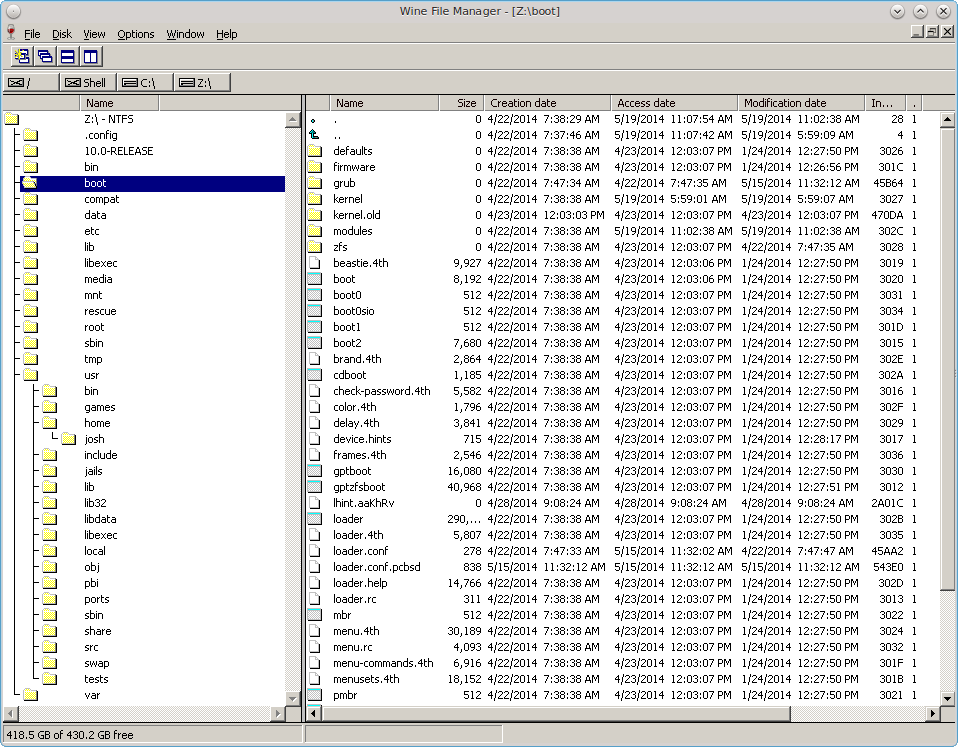 Wine File Manager - [Z:\boot]
File Disk View Options Window Help
/ Shell C:\ Z:\
Name
Z:\ - NTFS
.config
10.0-RELEASE
bin
boot
compat
data
etc
lib
libexec
media
mnt
rescue
root
sbin
tmp
usr
bin
games
home
josh
include
jails
lib
lib32
libdata
libexec
local
obj
pbi
ports
sbin
share
src
swap
tests
var
Name Size Creation date Access date Modification date In... .
. 0 4/22/2014 7:38:29 AM 5/19/2014 11:07:54 AM 5/19/2014 11:02:38 AM 28 1
.. 0 4/22/2014 7:37:46 AM 5/19/2014 11:07:42 AM 5/19/2014 5:59:09 AM 4 1
defaults 0 4/22/2014 7:38:38 AM 4/23/2014 12:03:07 PM 1/24/2014 12:27:50 PM 3026 1
firmware 0 4/22/2014 7:38:38 AM 4/23/2014 12:03:07 PM 1/24/2014 12:26:56 PM 301C 1
grub 0 4/22/2014 7:47:34 AM 4/22/2014 7:47:35 AM 5/15/2014 11:32:12 AM 45B64 1
kernel 0 4/22/2014 7:38:38 AM 5/19/2014 5:59:01 AM 5/19/2014 5:59:07 AM 3027 1
kernel.old 0 4/23/2014 12:03:03 PM 4/23/2014 12:03:07 PM 4/23/2014 12:03:07 PM 470DA 1
modules 0 4/22/2014 7:38:38 AM 5/19/2014 11:02:38 AM 5/19/2014 11:02:38 AM 302C 1
zfs 0 4/22/2014 7:38:38 AM 4/23/2014 12:03:07 PM 4/22/2014 7:47:35 AM 3028 1
beastie.4th 9,927 4/22/2014 7:38:38 AM 4/23/2014 12:03:06 PM 1/24/2014 12:27:50 PM 3019 1
boot 8,192 4/22/2014 7:38:38 AM 4/23/2014 12:03:06 PM 1/24/2014 12:27:50 PM 3020 1
boot0 512 4/22/2014 7:38:38 AM 4/23/2014 12:03:07 PM 1/24/2014 12:27:50 PM 3031 1
boot0sio 512 4/22/2014 7:38:38 AM 4/23/2014 12:03:07 PM 1/24/2014 12:27:50 PM 3034 1
boot1 512 4/22/2014 7:38:38 AM 4/23/2014 12:03:07 PM 1/24/2014 12:27:50 PM 301D 1
boot2 7,680 4/22/2014 7:38:38 AM 4/23/2014 12:03:07 PM 1/24/2014 12:27:50 PM 3015 1
brand.4th 2,864 4/22/2014 7:38:38 AM 4/23/2014 12:03:07 PM 1/24/2014 12:27:50 PM 302E 1
cdboot 1,185 4/22/2014 7:38:38 AM 4/23/2014 12:03:07 PM 1/24/2014 12:27:50 PM 302A 1
check-password.4th 5,582 4/22/2014 7:38:38 AM 4/23/2014 12:03:07 PM 1/24/2014 12:27:50 PM 3016 1
color.4th 1,796 4/22/2014 7:38:38 AM 4/23/2014 12:03:07 PM 1/24/2014 12:27:50 PM 302F 1
delay.4th 3,841 4/22/2014 7:38:38 AM 4/23/2014 12:03:07 PM 1/24/2014 12:27:50 PM 3029 1
device.hints 715 4/22/2014 7:38:38 AM 4/23/2014 12:03:07 PM 1/24/2014 12:28:17 PM 3017 1
frames.4th 2,546 4/22/2014 7:38:38 AM 4/23/2014 12:03:07 PM 1/24/2014 12:27:50 PM 3036 1
gptboot 16,080 4/22/2014 7:38:38 AM 4/23/2014 12:03:07 PM 1/24/2014 12:27:50 PM 3030 1
gptzfsboot 40,968 4/22/2014 7:38:38 AM 4/23/2014 12:03:07 PM 1/24/2014 12:27:51 PM 3012 1
lhint.aaKhRv 0 4/28/2014 9:08:24 AM 4/28/2014 9:08:24 AM 4/28/2014 9:08:24 AM 2A01C 1
loader 290,... 4/22/2014 7:38:38 AM 4/23/2014 12:03:07 PM 1/24/2014 12:27:50 PM 302B 1
loader.4th 5,807 4/22/2014 7:38:38 AM 4/23/2014 12:03:07 PM 1/24/2014 12:27:50 PM 3035 1
loader.conf 278 4/22/2014 7:47:33 AM 5/15/2014 11:32:02 AM 4/22/2014 7:47:47 AM 45AA2 1
loader.conf.pcbsd 838 5/15/2014 11:32:12 AM 5/15/2014 11:32:12 AM 5/15/2014 11:32:12 AM 543E0 1
loader.help 14,766 4/22/2014 7:38:38 AM 4/23/2014 12:03:07 PM 1/24/2014 12:27:50 PM 302D 1
loader.rc 311 4/22/2014 7:38:38 AM 4/23/2014 12:03:07 PM 1/24/2014 12:27:50 PM 3013 1
mbr 512 4/22/2014 7:38:38 AM 4/23/2014 12:03:07 PM 1/24/2014 12:27:50 PM 3022 1
menu.4th 30,189 4/22/2014 7:38:38 AM 4/23/2014 12:03:07 PM 1/24/2014 12:27:50 PM 3024 1
menu.rc 4,093 4/22/2014 7:38:38 AM 4/23/2014 12:03:07 PM 1/24/2014 12:27:50 PM 3032 1
menu-commands.4th 6,916 4/22/2014 7:38:38 AM 4/23/2014 12:03:07 PM 1/24/2014 12:27:50 PM 301F 1
menusets.4th 18,152 4/22/2014 7:38:38 AM 4/23/2014 12:03:07 PM 1/24/2014 12:27:50 PM 301B 1
pmbr 512 4/22/2014 7:38:38 AM 4/23/2014 12:03:07 PM 1/24/2014 12:27:50 PM 3021 1
418.5 GB of 430.2 GB free